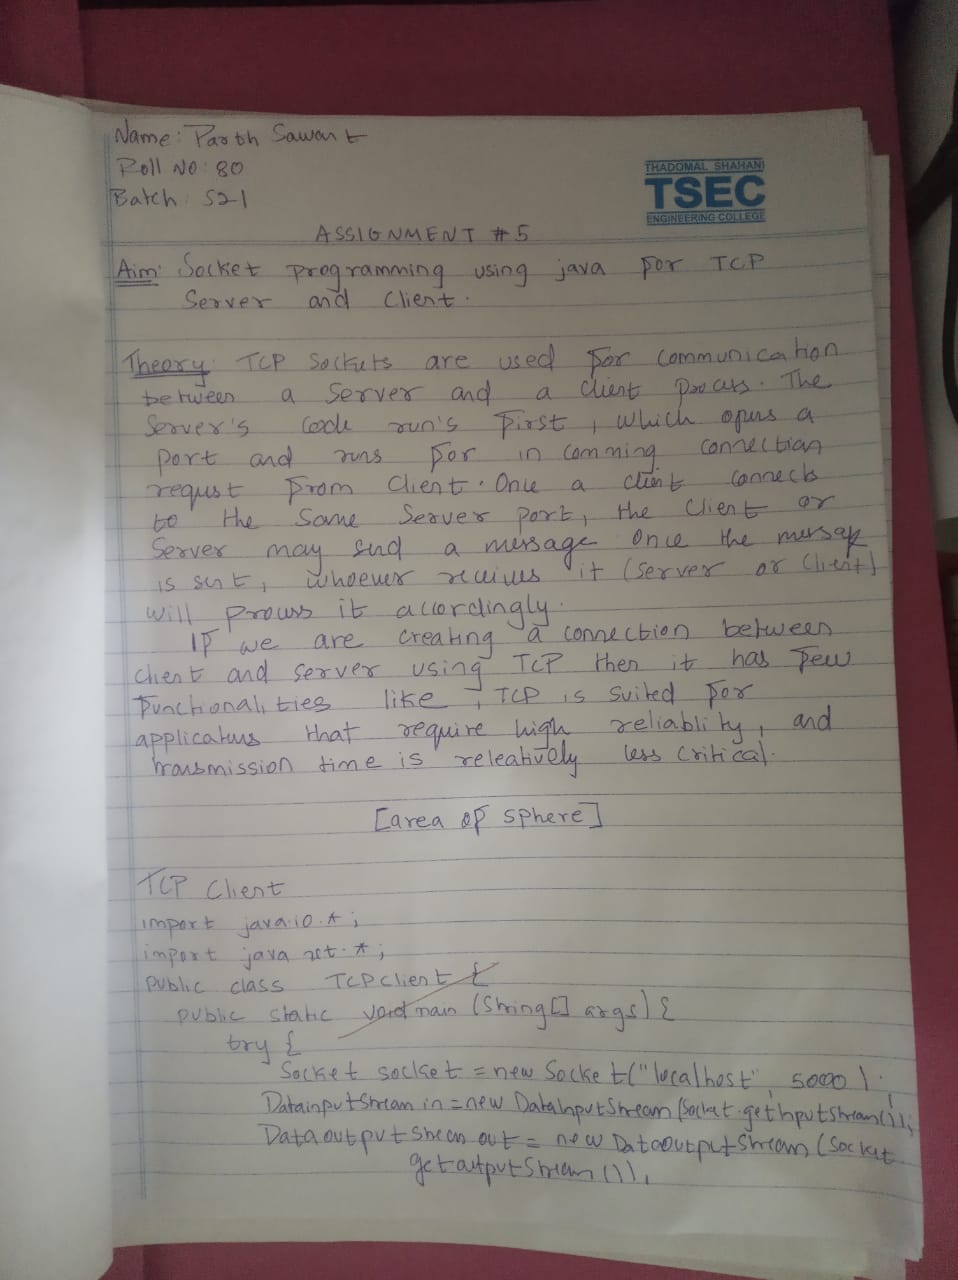 Name: Parth Sawant
Roll No: 80
Batch: S21
THADOMAL SHAHANI
TSEC
ENGINEERING COLLEGE
ASSIGNMENT #5
Aim: Socket programming using java for TCP
Server and Client.
Theory: TCP Sockets are used for communication
between a Server and a client process. The
Server's code run's first, which opens a
port and runs for in comming connection
requst from Client. Once a client connects
to the same Server port, the Client or
Server may send a message once the message
is sent, whoever recieves it (server or Client)
will process it accordingly.
If we are creating a connection between
client and server using TCP then it has few
functionalities like, TCP is suited for
applications that require high reliablity, and
transmission time is releatively less critical.
[area of sphere]
TCP Client
import java.io.*;
import java.net.*;
public class TCPClient {
public static void main (String[] args) {
try {
Socket socket = new Socket("localhost", 5000);
DatainputStream in = new DataInputStream (Socket.getInputStream());
DataoutputStream out = new DataoutputStream (Socket
getoutputStream());